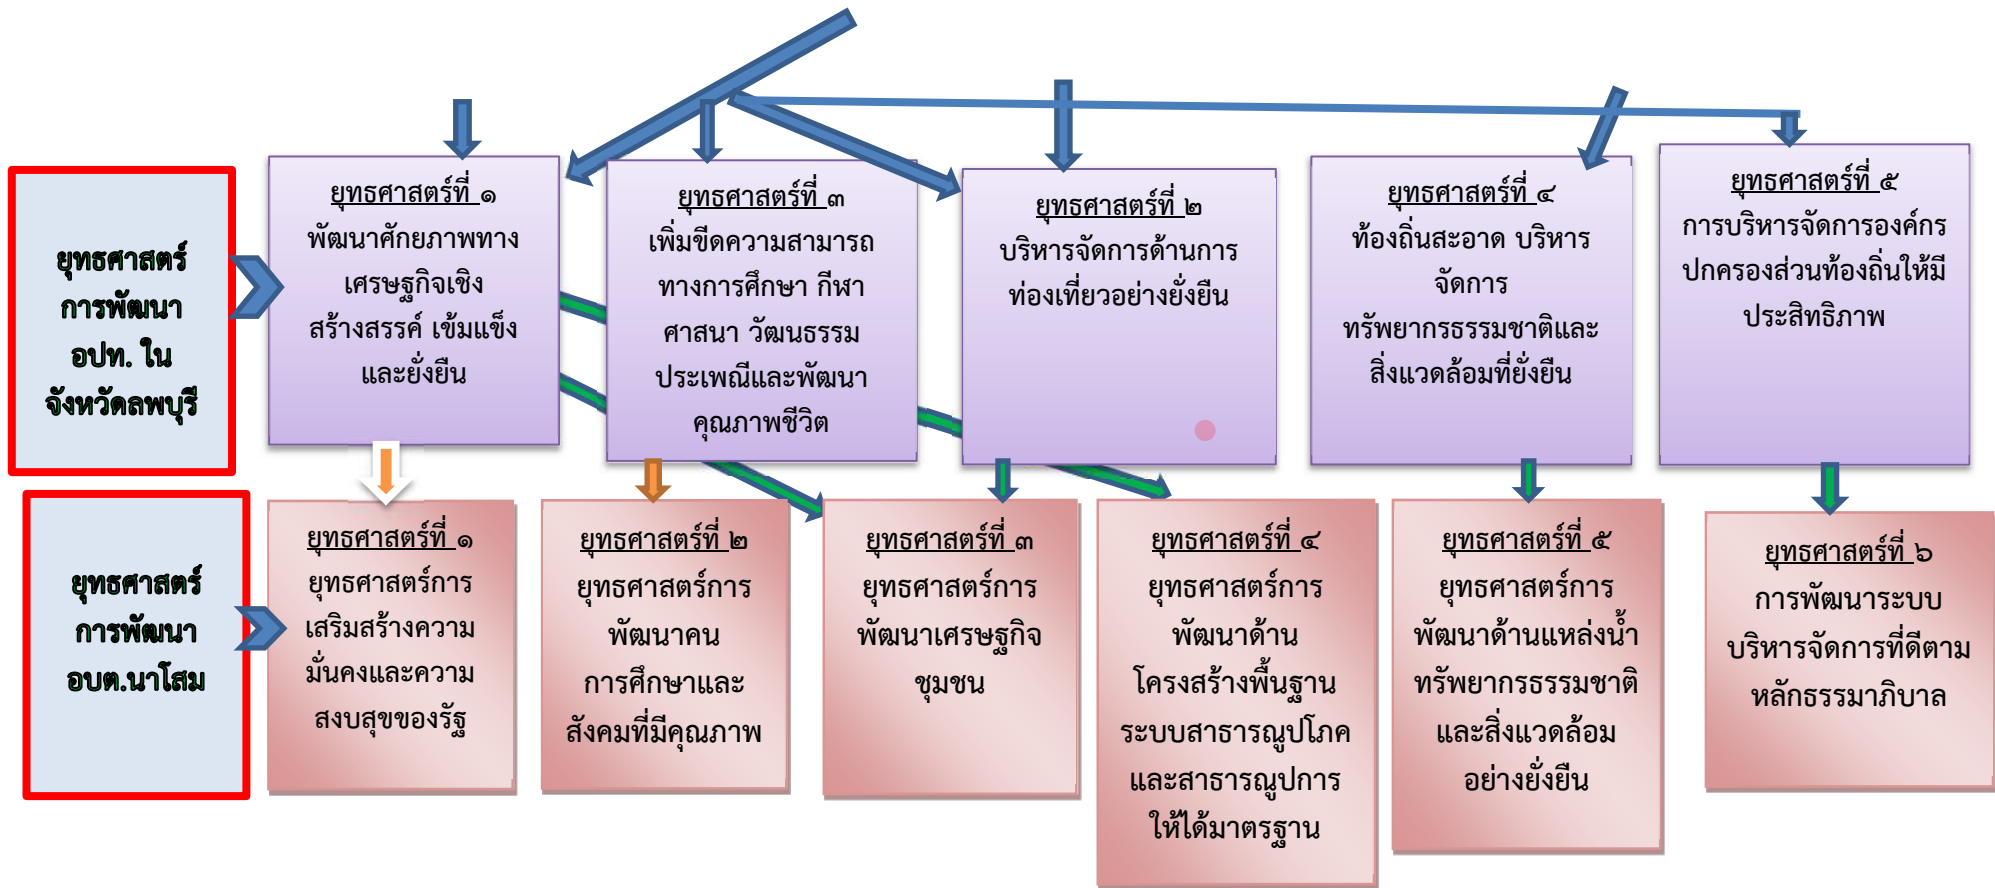 ยุทธศาสตร์
การพัฒนา
อปท. ใน
จังหวัดลพบุรี
ยุทธศาสตร์ที่ ๑
พัฒนาศักยภาพทาง
เศรษฐกิจเชิง
สร้างสรรค์ เข้มแข็ง
และยั่งยืน
ยุทธศาสตร์ที่ ๓
เพิ่มขีดความสามารถ
ทางการศึกษา กีฬา
ศาสนา วัฒนธรรม
ประเพณีและพัฒนา
คุณภาพชีวิต
ยุทธศาสตร์ที่ ๒
บริหารจัดการด้านการ
ท่องเที่ยวอย่างยั่งยืน
ยุทธศาสตร์ที่ ๔
ท้องถิ่นสะอาด บริหาร
จัดการ
ทรัพยากรธรรมชาติและ
สิ่งแวดล้อมที่ยั่งยืน
ยุทธศาสตร์ที่ ๕
การบริหารจัดการองค์กร
ปกครองส่วนท้องถิ่นให้มี
ประสิทธิภาพ
ยุทธศาสตร์
การพัฒนา
อบต.นาโสม
ยุทธศาสตร์ที่ ๑
ยุทธศาสตร์การ
เสริมสร้างความ
มั่นคงและความ
สงบสุขของรัฐ
ยุทธศาสตร์ที่ ๒
ยุทธศาสตร์การ
พัฒนาคน
การศึกษาและ
สังคมที่มีคุณภาพ
ยุทธศาสตร์ที่ ๓
ยุทธศาสตร์การ
พัฒนาเศรษฐกิจ
ชุมชน
ยุทธศาสตร์ที่ ๔
ยุทธศาสตร์การ
พัฒนาด้าน
โครงสร้างพื้นฐาน
ระบบสาธารณูปโภค
และสาธารณูปการ
ให้ได้มาตรฐาน
ยุทธศาสตร์ที่ ๕
ยุทธศาสตร์การ
พัฒนาด้านแหล่งน้ำ
ทรัพยากรธรรมชาติ
และสิ่งแวดล้อม
อย่างยั่งยืน
ยุทธศาสตร์ที่ ๖
การพัฒนาระบบ
บริหารจัดการที่ดีตาม
หลักธรรมาภิบาล